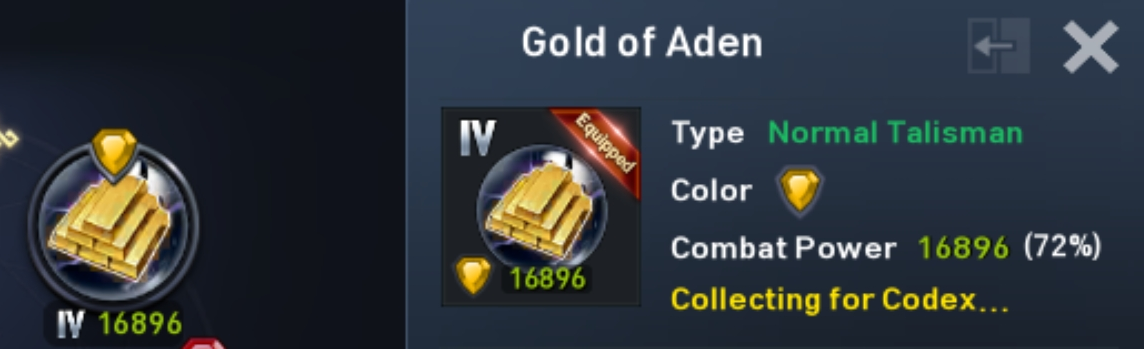 Gold of Aden
IV
Equipped
16896
Type Normal Talisman
Color
Combat Power 16896 (72%)
Collecting for Codex...
IV 16896